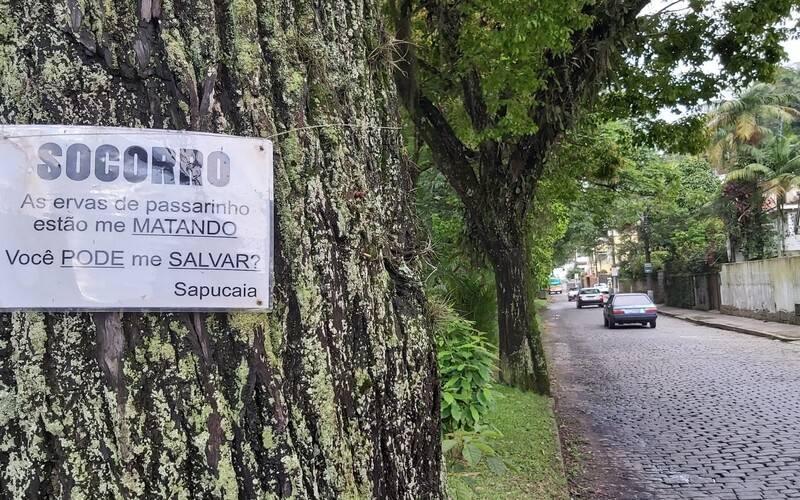 SOCORRO
As ervas de passarinho
estão me MATANDO
Você PODE me SALVAR?
Sapucaia